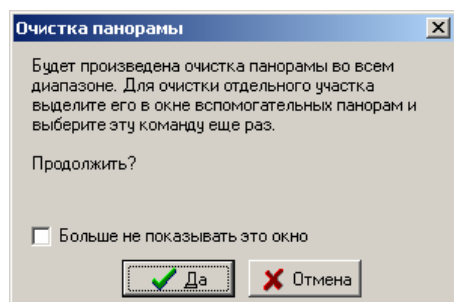 Очистка панорамы
Будет произведена очистка панорамы во всем
диапазоне. Для очистки отдельного участка
выделите его в окне вспомогательных панорам и
выберите эту команду еще раз.
Продолжить?
Больше не показывать это окно
Да
Отмена